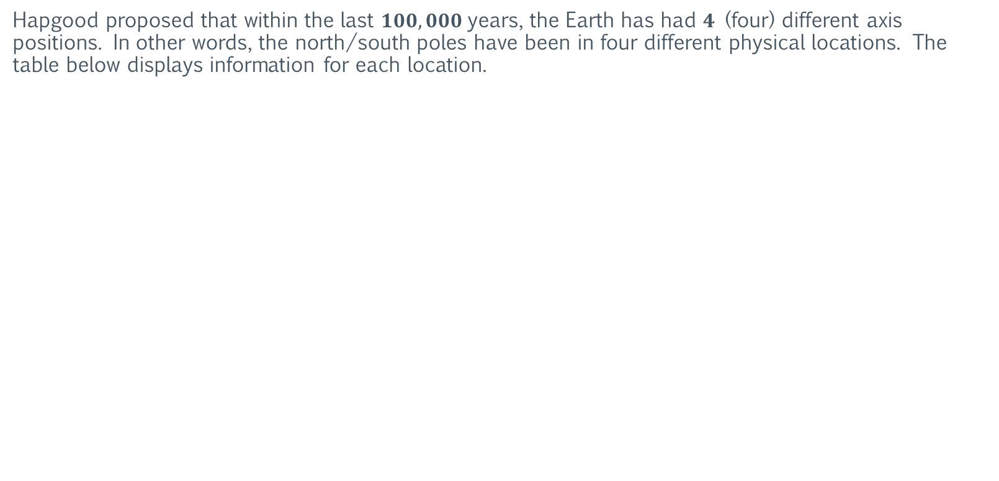 Hapgood proposed that within the last 100,000 years, the Earth has had 4 (four) different axis
positions. In other words, the north/south poles have been in four different physical locations. The
table below displays information for each location.